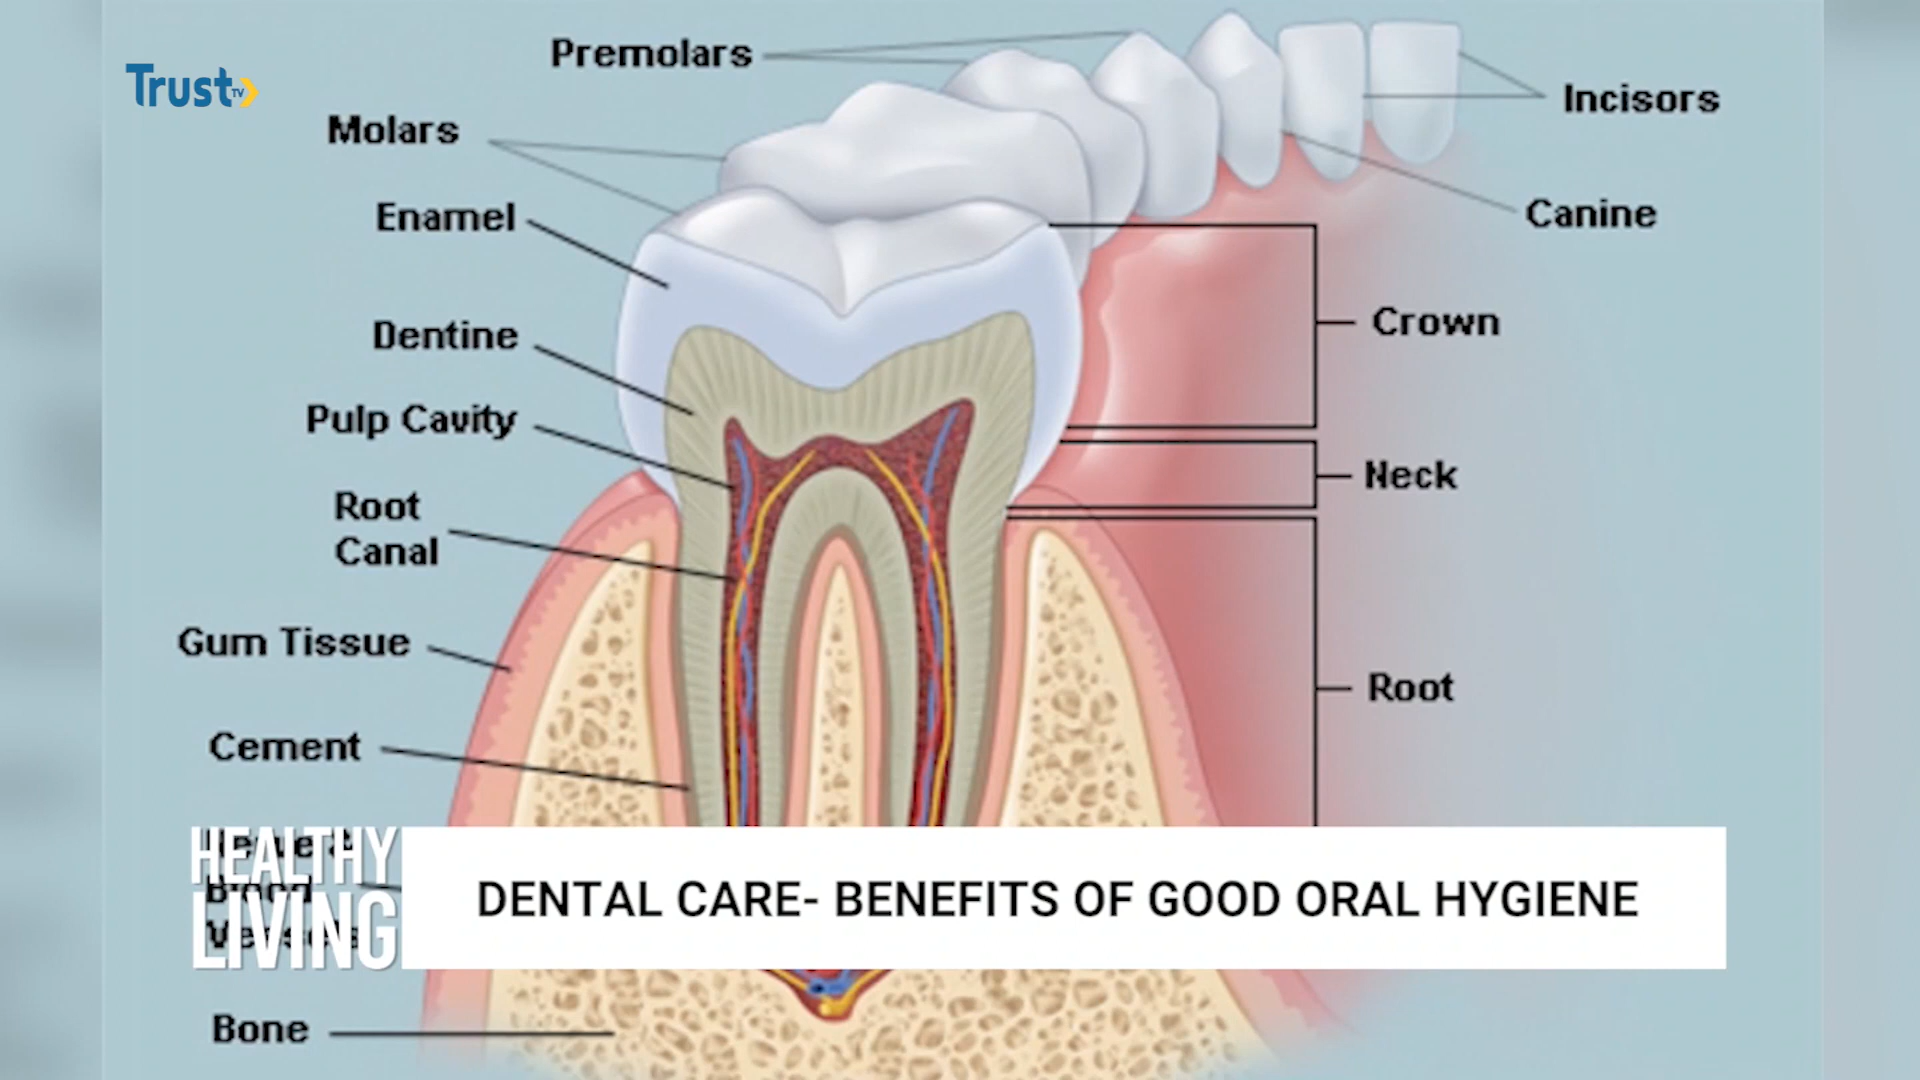 Trust TV
Premolars
Incisors
Molars
Canine
Enamel
Crown
Dentine
Pulp Cavity
Neck
Root
Canal
Gum Tissue
Root
Cement
HEALTHY
LIVING
DENTAL CARE- BENEFITS OF GOOD ORAL HYGIENE
Bone